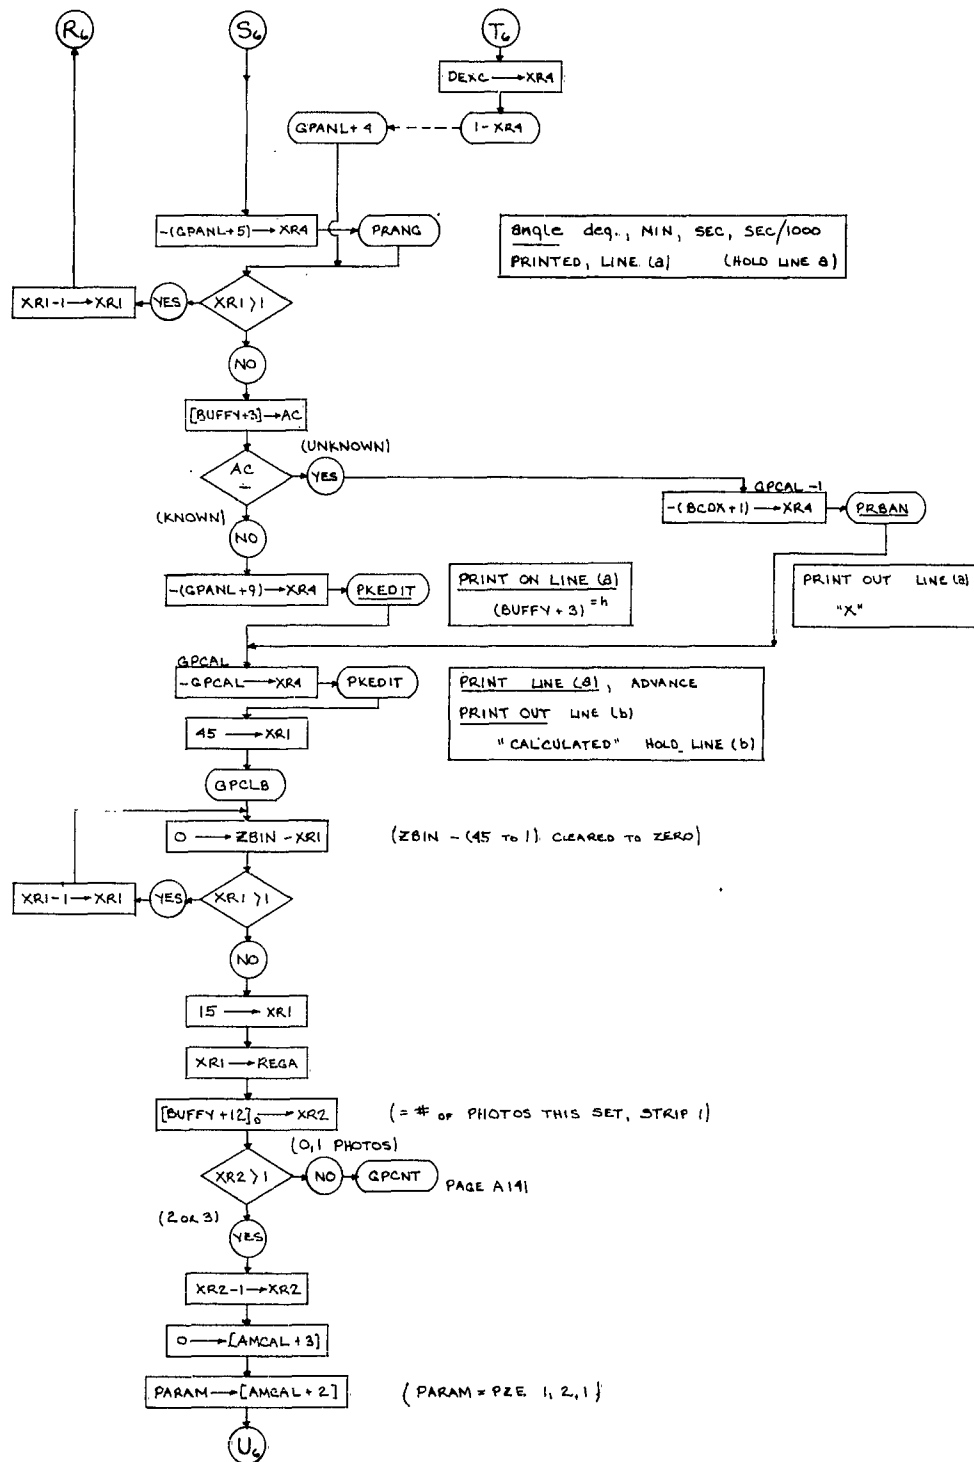 R6
S6
T6
DEXC → XR4
GPANL+4
1-XR4
-(GPANL+5) → XR4
PRANG
angle deg., MIN, SEC, SEC/1000
PRINTED, LINE (a) (HOLD LINE a)
XR1-1 → XR1
YES
XR1 > 1
NO
[BUFFY+3] → AC
(UNKNOWN)
AC
-
YES
GPCAL -1
-(BCDX+1) → XR4
PRBAN
(KNOWN)
NO
-(GPANL+9) → XR4
PKEDIT
PRINT ON LINE (a)
(BUFFY + 3) = h
PRINT OUT LINE (a)
"X"
GPCAL
-GPCAL → XR4
PKEDIT
PRINT LINE (a), ADVANCE
PRINT OUT LINE (b)
"CALCULATED" HOLD LINE (b)
45 → XR1
GPCLB
0 → ZBIN - XR1
(ZBIN - (45 TO 1) CLEARED TO ZERO)
XR1-1 → XR1
YES
XR1 > 1
NO
15 → XR1
XR1 → REGA
[BUFFY+12]0 → XR2
(= # OF PHOTOS THIS SET, STRIP 1)
(0,1 PHOTOS)
XR2 > 1
NO
GPCNT
PAGE A141
(2 OR 3)
YES
XR2-1 → XR2
0 → [AMCAL + 3]
PARAM → [AMCAL + 2]
(PARAM = PZE 1, 2, 1)
U6